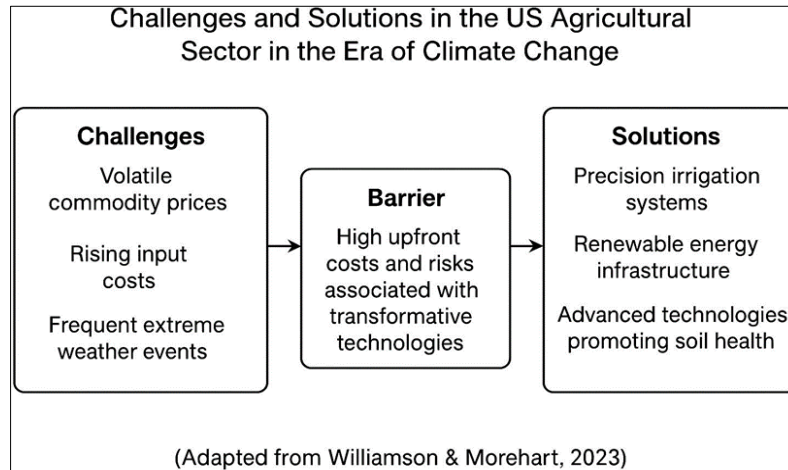 Challenges and Solutions in the US Agricultural
Sector in the Era of Climate Change
Challenges
Volatile
commodity prices
Rising input
costs
Frequent extreme
weather events
Barrier
High upfront
costs and risks
associated with
transformative
technologies
Solutions
Precision irrigation
systems
Renewable energy
infrastructure
Advanced technologies
promoting soil health
(Adapted from Williamson & Morehart, 2023)